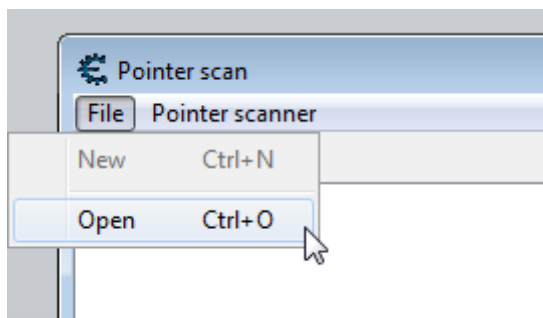 Pointer scan
File Pointer scanner
New Ctrl+N
Open Ctrl+O